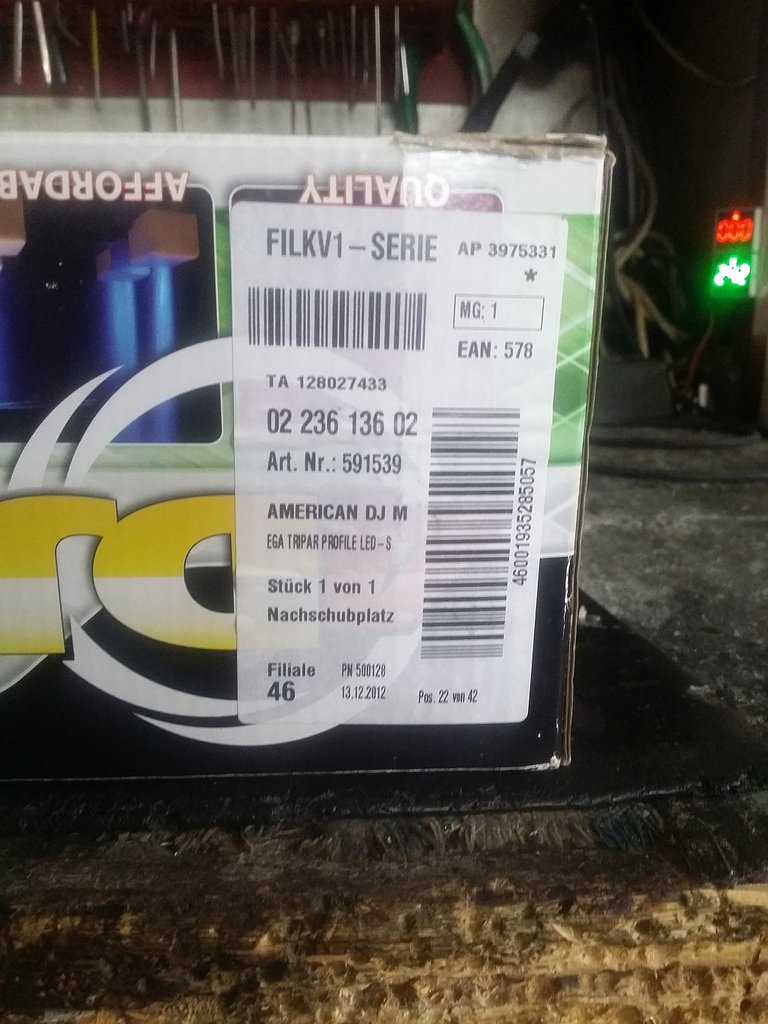 AFFORDAB
QUALITY
FILKV1-SERIE
AP 3975331
*
MG: 1
EAN: 578
TA 128027433
02 236 136 02
Art. Nr.: 591539
AMERICAN DJ M
EGA TRIPAR PROFILE LED-S
Stück 1 von 1
Nachschubplatz
46001935285057
Filiale
46
PN 500128
13.12.2012
Pos. 22 von 42